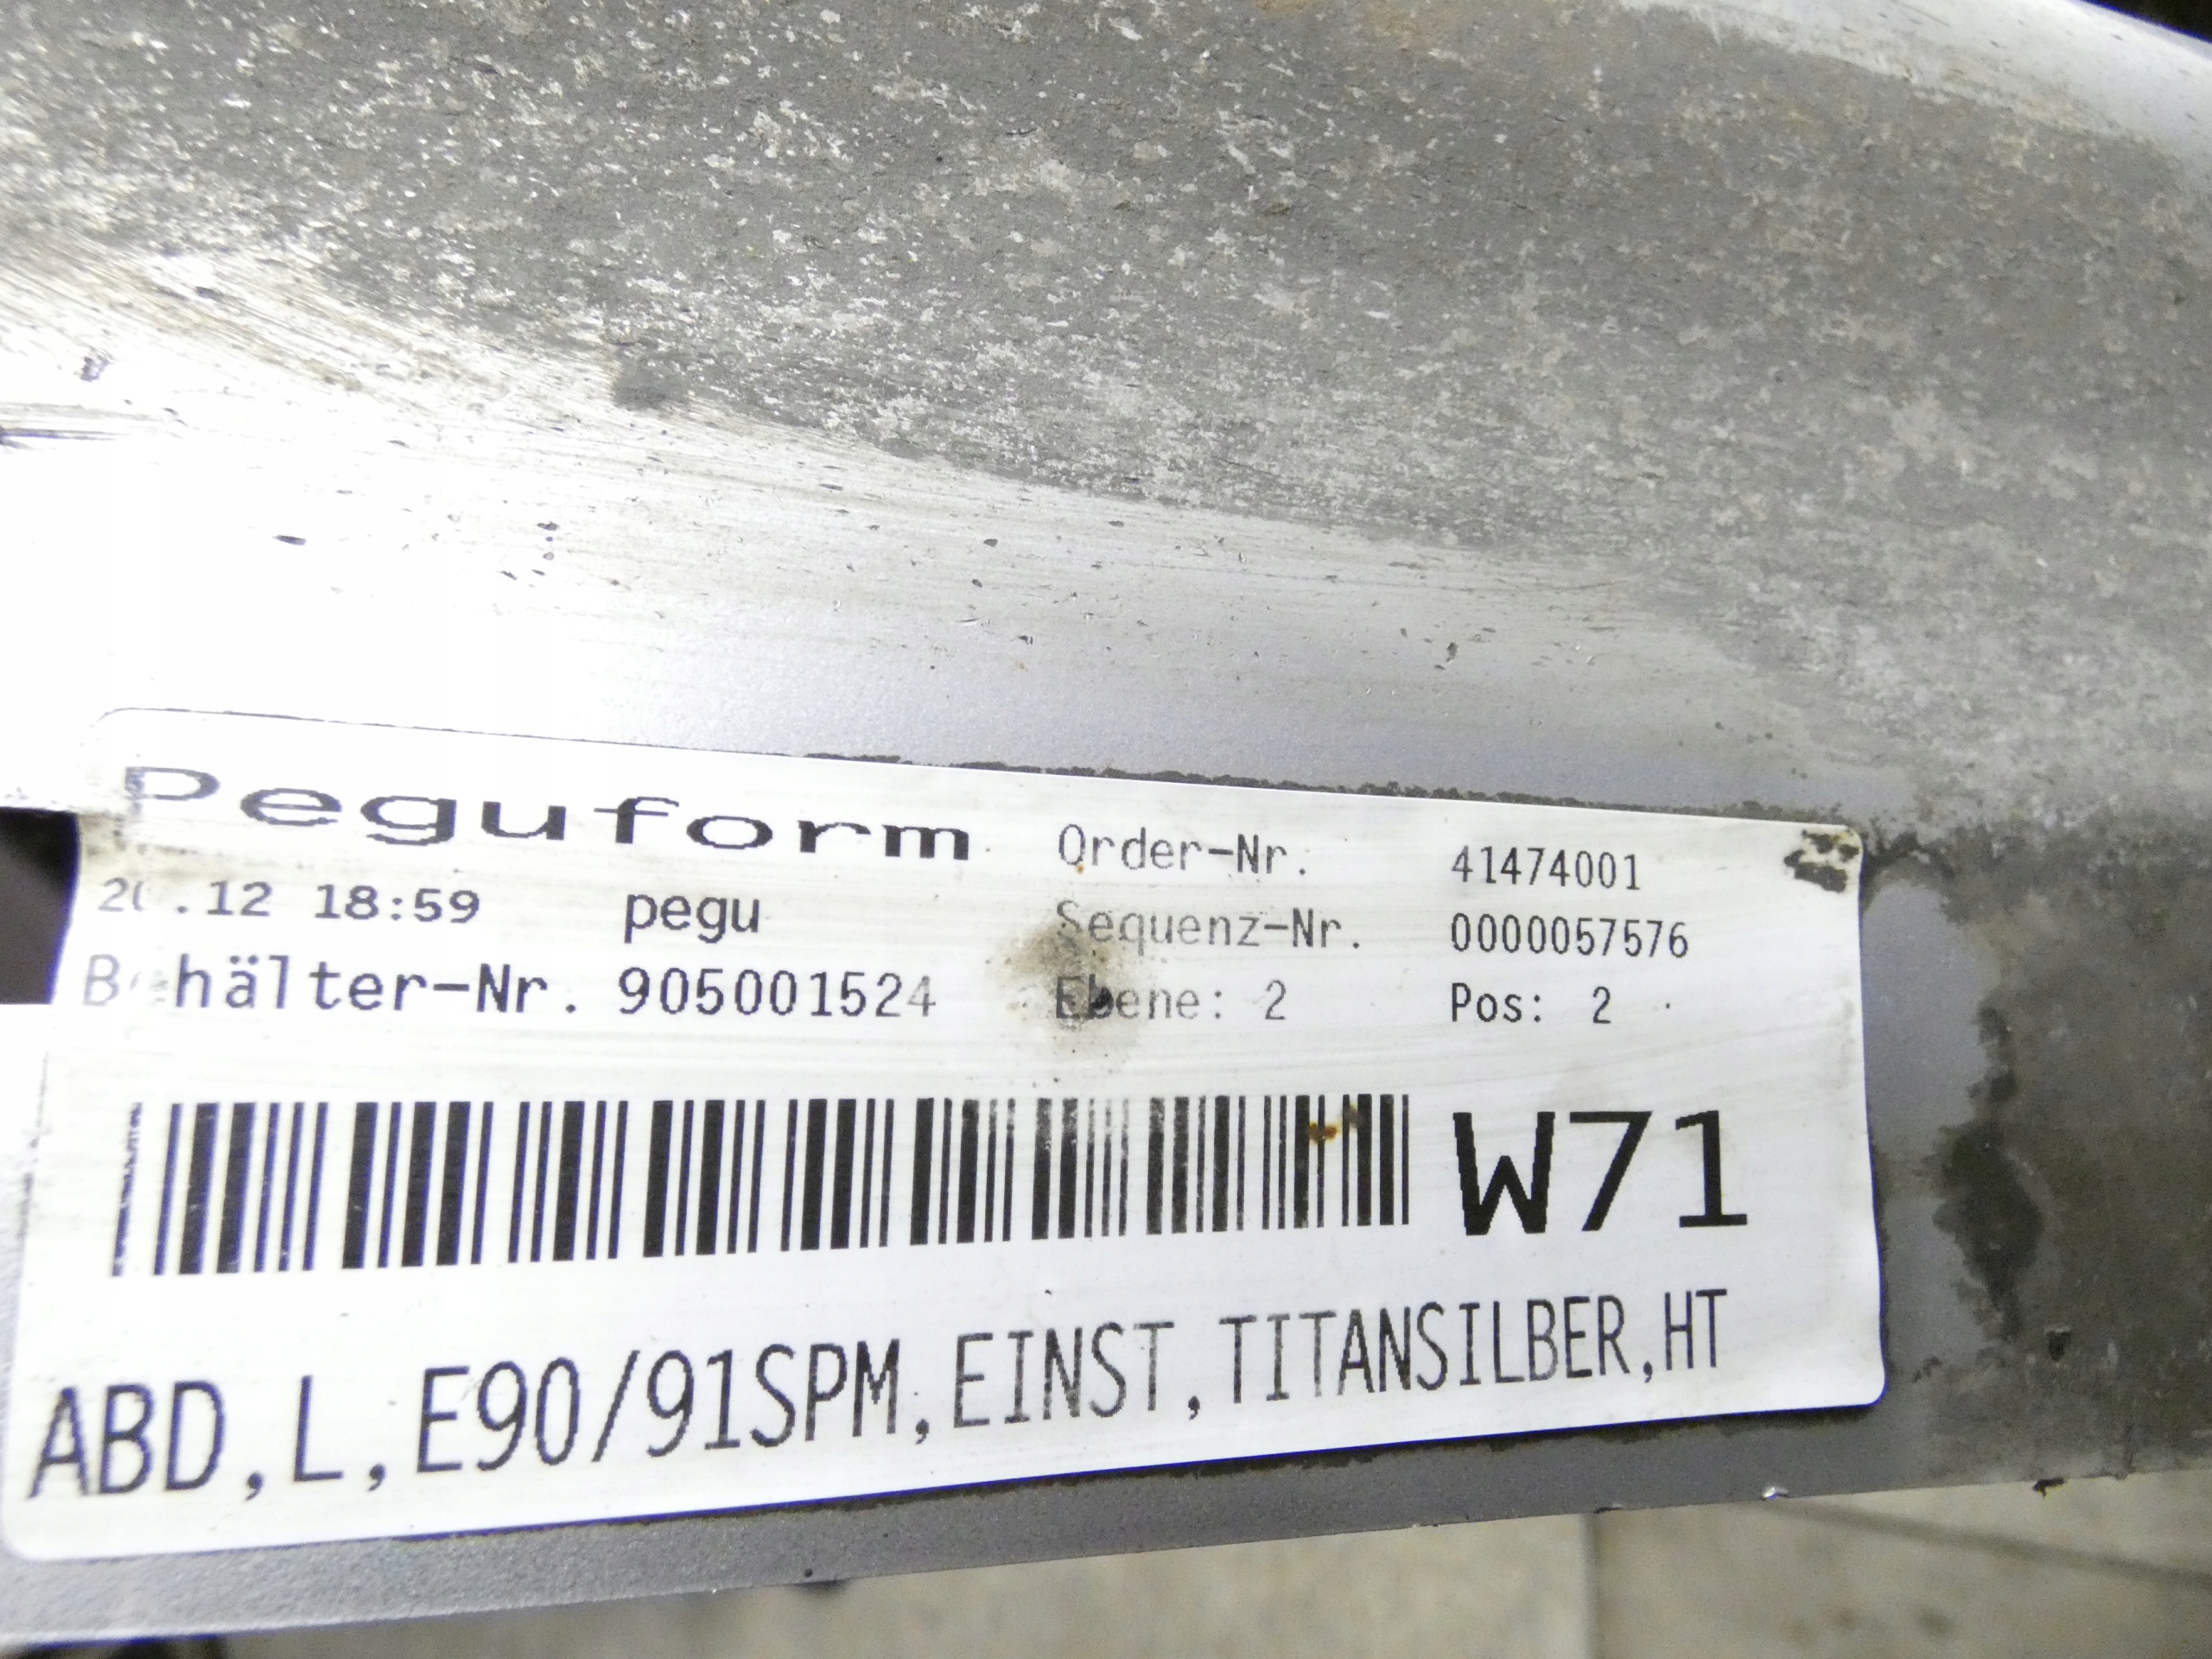 Peguform Order-Nr. 41474001
.12 18:59 pegu Sequenz-Nr. 0000057576
Behälter-Nr. 905001524 Ebene: 2 Pos: 2
W71
ABD,L,E90/91SPM,EINST,TITANSILBER,HT